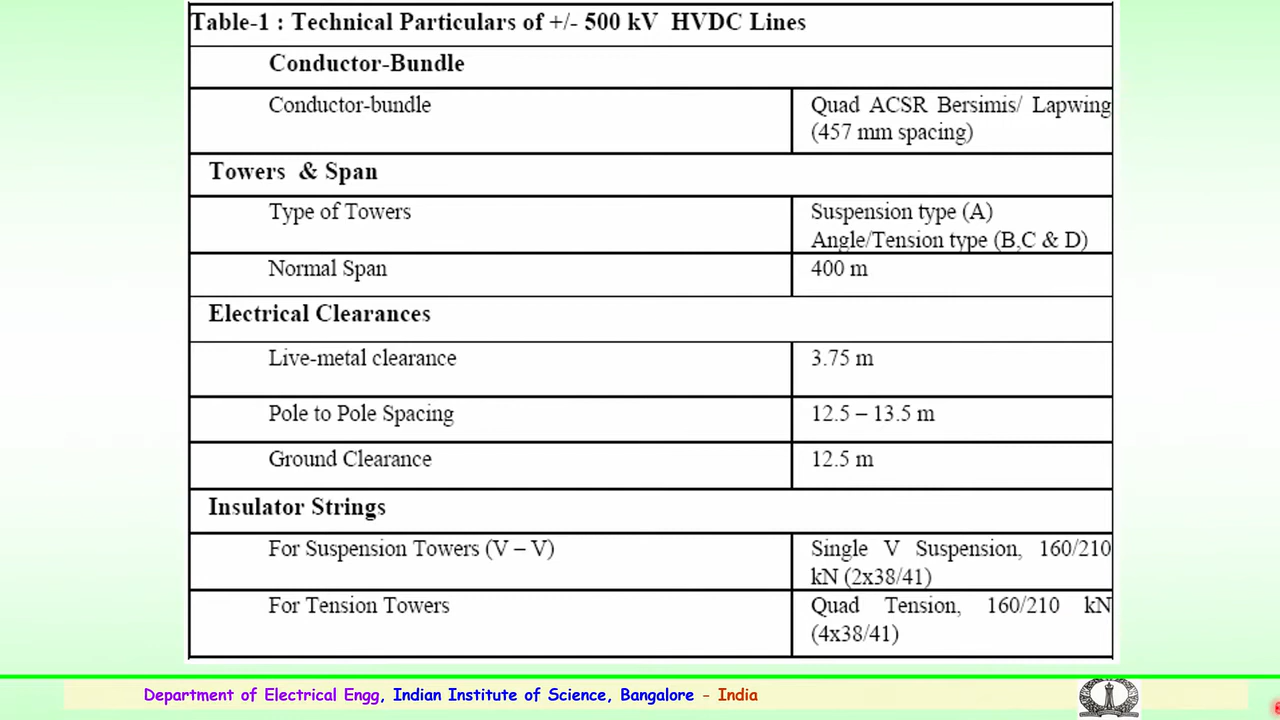 Table-1 : Technical Particulars of +/- 500 kV HVDC Lines
Conductor-Bundle
Conductor-bundle
Quad ACSR Bersimis/ Lapwing
(457 mm spacing)
Towers & Span
Type of Towers
Suspension type (A)
Angle/Tension type (B,C & D)
Normal Span
400 m
Electrical Clearances
Live-metal clearance
3.75 m
Pole to Pole Spacing
12.5 – 13.5 m
Ground Clearance
12.5 m
Insulator Strings
For Suspension Towers (V – V)
Single V Suspension, 160/210
kN (2x38/41)
For Tension Towers
Quad Tension, 160/210 kN
(4x38/41)
Department of Electrical Engg, Indian Institute of Science, Bangalore - India